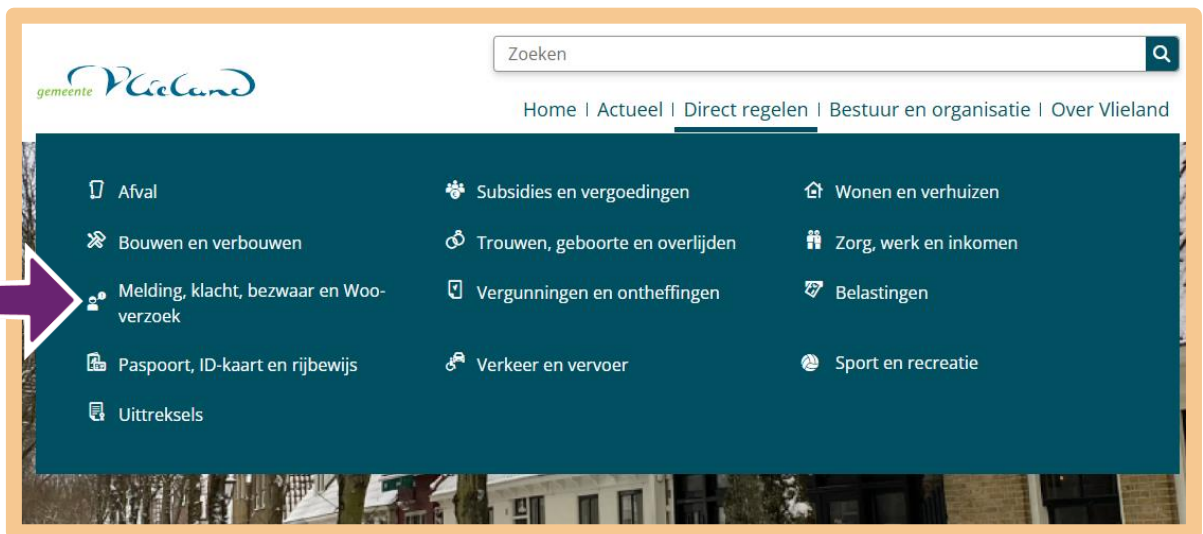 Zoeken
gemeente Vlieland
Home | Actueel | Direct regelen | Bestuur en organisatie | Over Vlieland
Afval
Subsidies en vergoedingen
Wonen en verhuizen
Bouwen en verbouwen
Trouwen, geboorte en overlijden
Zorg, werk en inkomen
Melding, klacht, bezwaar en Woo-
verzoek
Vergunningen en ontheffingen
Belastingen
Paspoort, ID-kaart en rijbewijs
Verkeer en vervoer
Sport en recreatie
Uittreksels